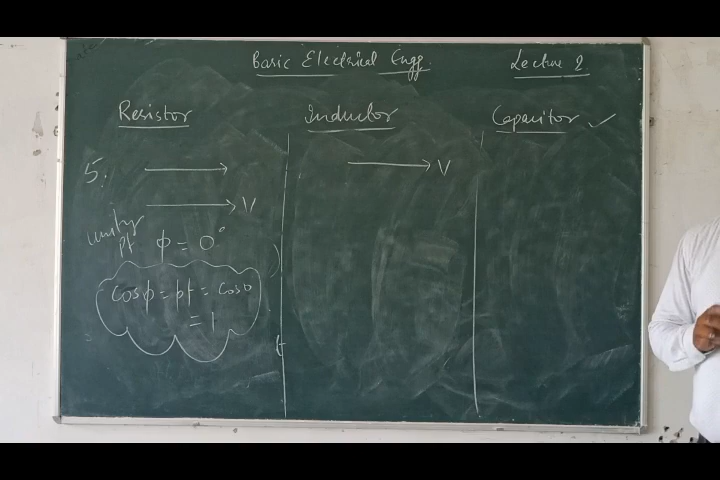 Basic Electrical Engg.
Lecture 2
Resistor
Inductor
Capacitor ✓
5.
V
V
unity
pf
φ = 0°
cosφ = pf = cos0
= 1